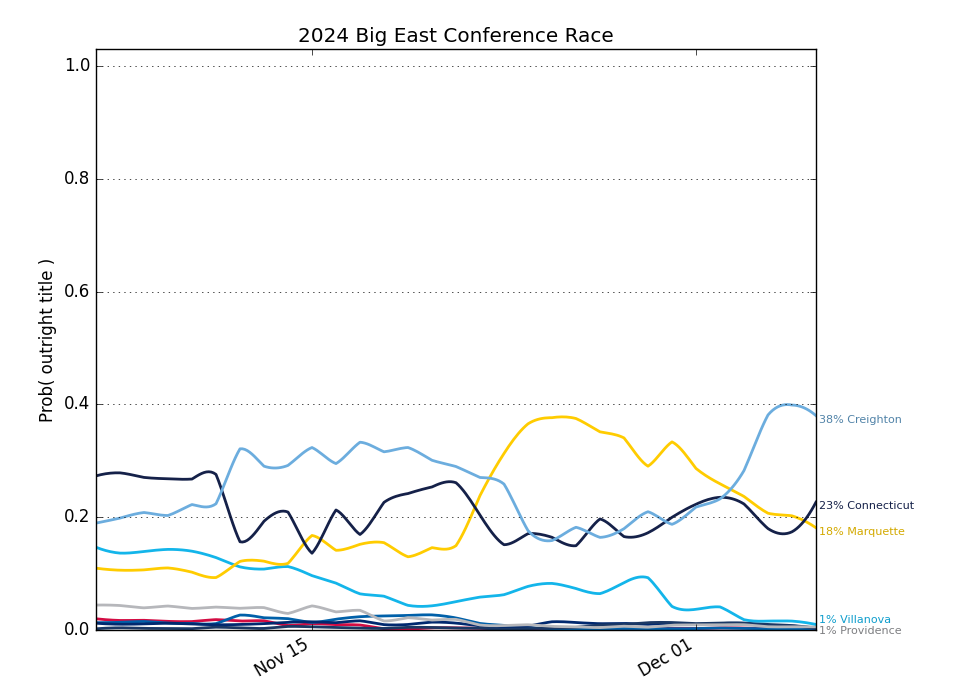 2024 Big East Conference Race
Prob( outright title )
1.0
0.8
0.6
0.4
0.2
0.0
Nov 15
Dec 01
38% Creighton
23% Connecticut
18% Marquette
1% Villanova
1% Providence